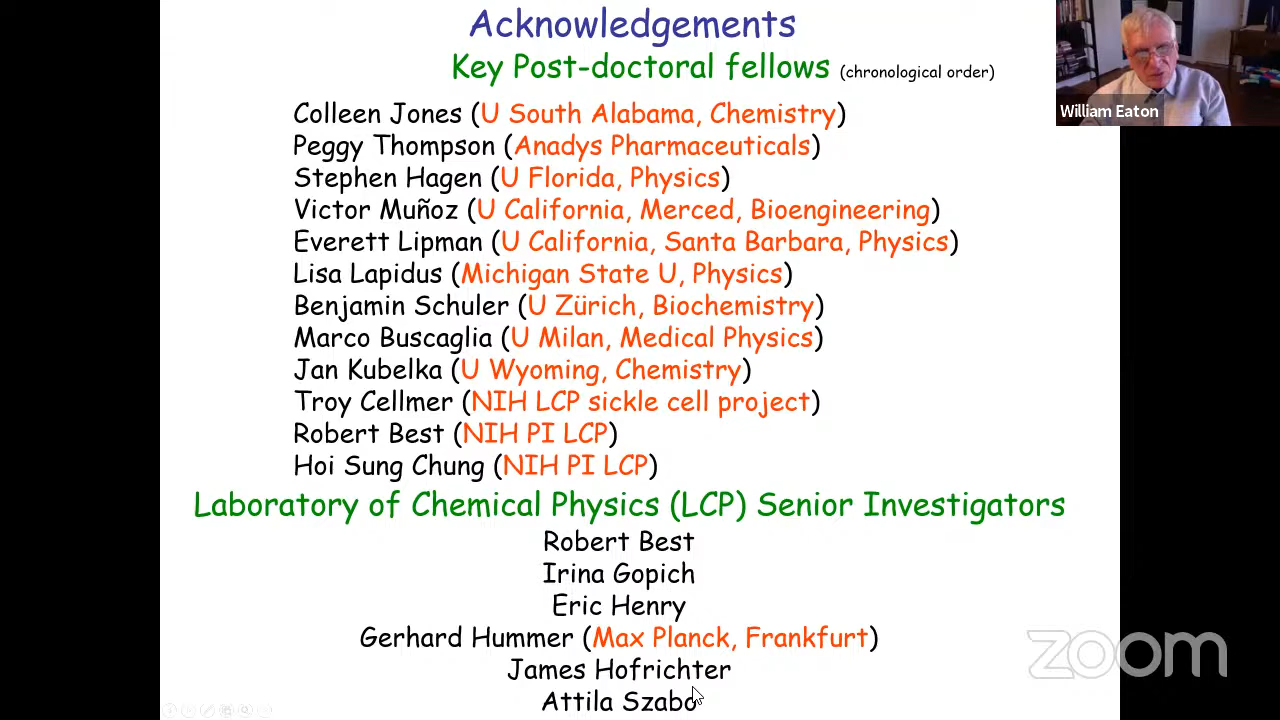 Acknowledgements
Key Post-doctoral fellows (chronological order)
William Eaton
Colleen Jones (U South Alabama, Chemistry)
Peggy Thompson (Anadys Pharmaceuticals)
Stephen Hagen (U Florida, Physics)
Victor Muñoz (U California, Merced, Bioengineering)
Everett Lipman (U California, Santa Barbara, Physics)
Lisa Lapidus (Michigan State U, Physics)
Benjamin Schuler (U Zürich, Biochemistry)
Marco Buscaglia (U Milan, Medical Physics)
Jan Kubelka (U Wyoming, Chemistry)
Troy Cellmer (NIH LCP sickle cell project)
Robert Best (NIH PI LCP)
Hoi Sung Chung (NIH PI LCP)
Laboratory of Chemical Physics (LCP) Senior Investigators
Robert Best
Irina Gopich
Eric Henry
Gerhard Hummer (Max Planck, Frankfurt)
James Hofrichter
Attila Szabo
zoom